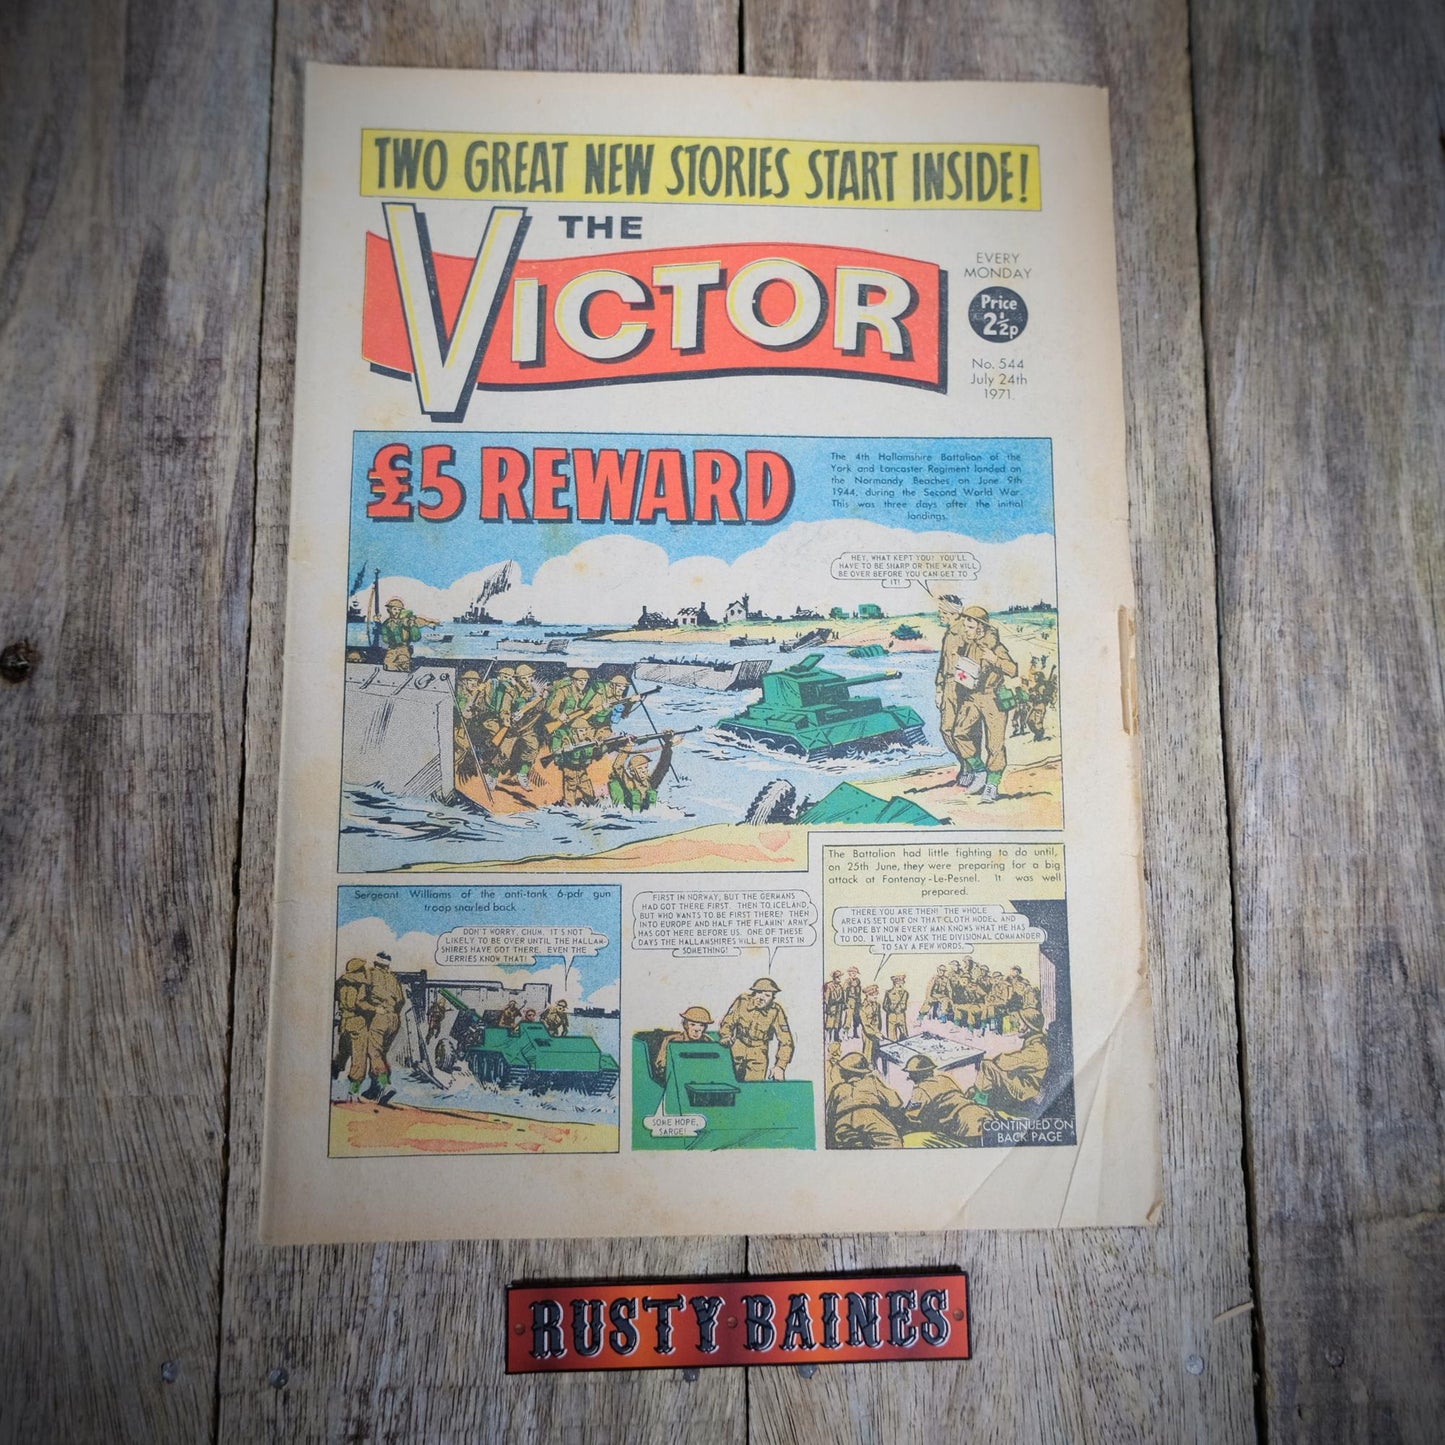 TWO GREAT NEW STORIES START INSIDE!
THE
VICTOR
EVERY
MONDAY
Price
2½p
No. 544
July 24th
1971.
£5 REWARD
The 4th Hallamshire Battalion of the
York and Lancaster Regiment landed on
the Normandy Beaches on June 9th
1944, during the Second World War.
This was three days after the initial
landings.
HEY, WHAT KEPT YOU? YOU'LL
HAVE TO BE SHARP OR THE WAR WILL
BE OVER BEFORE YOU CAN GET TO
IT!
Sergeant Williams of the anti-tank 6-pdr gun
troop snarled back
DON'T WORRY, CHUM. IT'S NOT
LIKELY TO BE OVER UNTIL THE HALLAM-
SHIRES HAVE GOT THERE. EVEN THE
JERRIES KNOW THAT!
FIRST IN NORWAY, BUT THE GERMANS
HAD GOT THERE FIRST. THEN TO ICELAND,
BUT WHO WANTS TO BE FIRST THERE? THEN
INTO EUROPE AND HALF THE FLAMIN' ARMY
HAS GOT HERE BEFORE US. ONE OF THESE
DAYS THE HALLAMSHIRES WILL BE FIRST IN
SOMETHING!
SOME HOPE,
SARGE!
The Battalion had little fighting to do until,
on 25th June, they were preparing for a big
attack at Fontenay-Le-Pesnel. It was well
prepared.
THERE YOU ARE THEN! THE WHOLE
AREA IS SET OUT ON THAT CLOTH MODEL AND
I HOPE BY NOW EVERY MAN KNOWS WHAT HE HAS
TO DO. I WILL NOW ASK THE DIVISIONAL COMMANDER
TO SAY A FEW WORDS.
CONTINUED ON
BACK PAGE
RUSTY BAINES